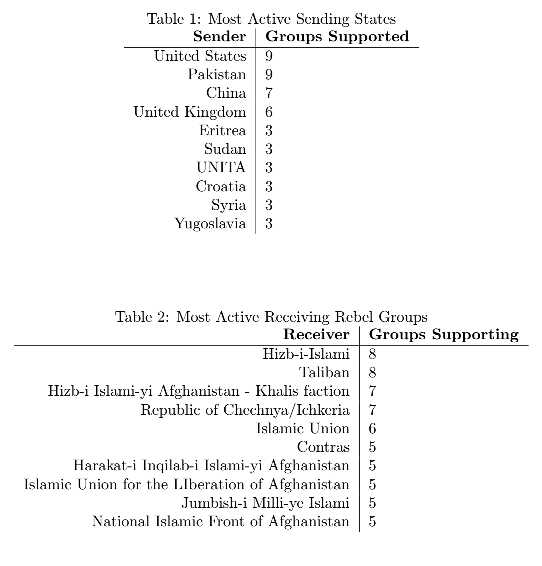 Table 1: Most Active Sending States
Sender Groups Supported
United States 9
Pakistan 9
China 7
United Kingdom 6
Eritrea 3
Sudan 3
UNITA 3
Croatia 3
Syria 3
Yugoslavia 3
Table 2: Most Active Receiving Rebel Groups
Receiver Groups Supporting
Hizb-i-Islami 8
Taliban 8
Hizb-i Islami-yi Afghanistan - Khalis faction 7
Republic of Chechnya/Ichkeria 7
Islamic Union 6
Contras 5
Harakat-i Inqilab-i Islami-yi Afghanistan 5
Islamic Union for the LIberation of Afghanistan 5
Jumbish-i Milli-ye Islami 5
National Islamic Front of Afghanistan 5